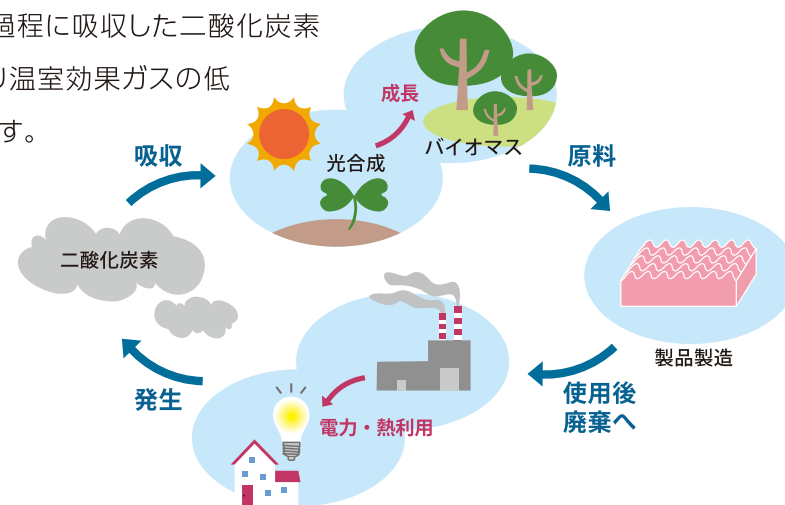 過程に吸収した二酸化炭素
り温室効果ガスの低
す。
成長
吸収
光合成
バイオマス
原料
二酸化炭素
製品製造
発生
使用後
廃棄へ
電力・熱利用